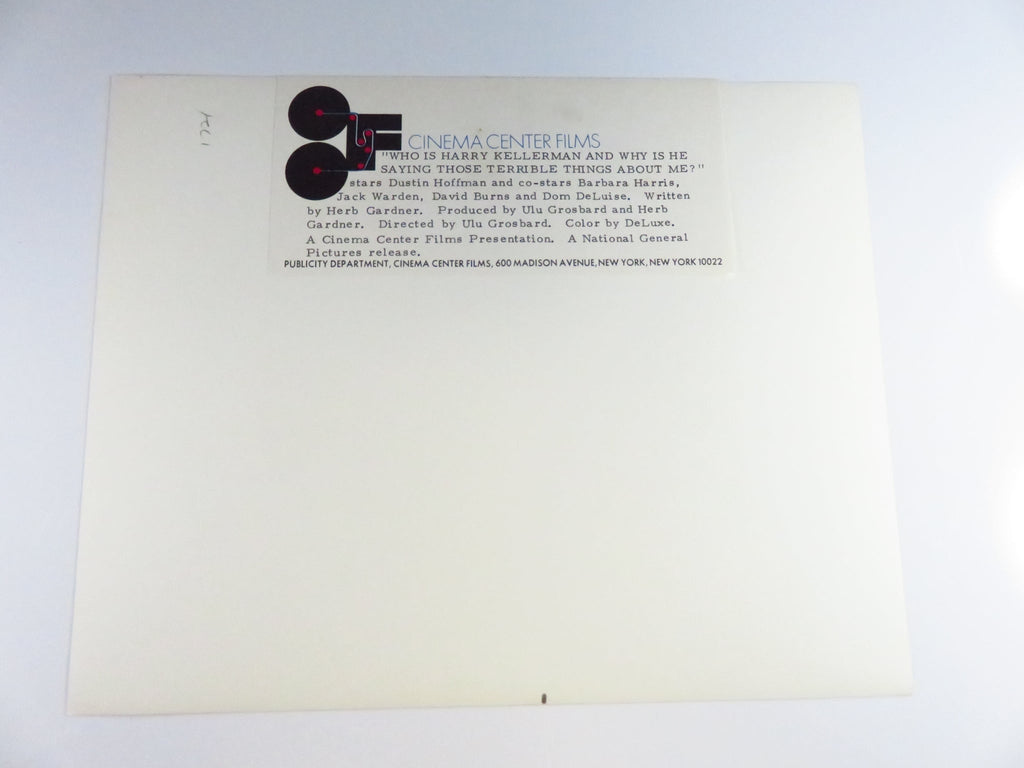 CINEMA CENTER FILMS
"WHO IS HARRY KELLERMAN AND WHY IS HE
SAYING THOSE TERRIBLE THINGS ABOUT ME?"
stars Dustin Hoffman and co-stars Barbara Harris,
Jack Warden, David Burns and Dom DeLuise. Written
by Herb Gardner. Produced by Ulu Grosbard and Herb
Gardner. Directed by Ulu Grosbard. Color by DeLuxe.
A Cinema Center Films Presentation. A National General
Pictures release.
PUBLICITY DEPARTMENT, CINEMA CENTER FILMS, 600 MADISON AVENUE, NEW YORK, NEW YORK 10022